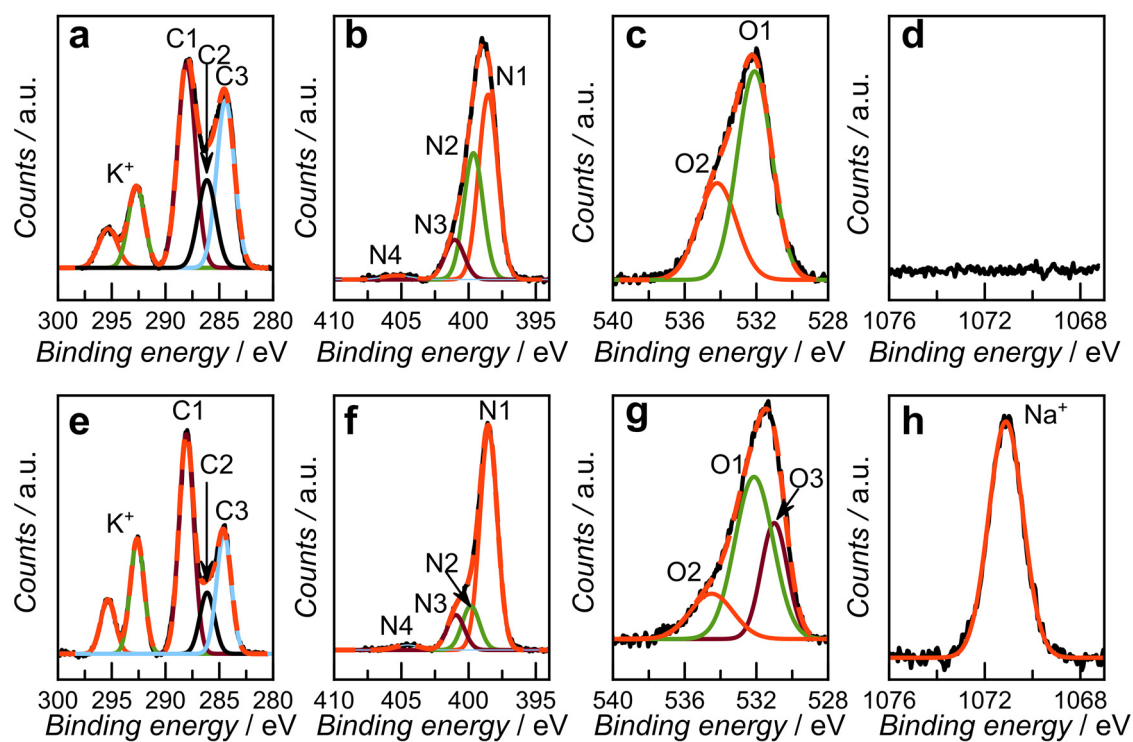 a
C1
C2
C3
K+
Counts / a.u.
300 295 290 285 280
Binding energy / eV
b
N1
N2
N3
N4
Counts / a.u.
410 405 400 395
Binding energy / eV
c
O1
O2
Counts / a.u.
540 536 532 528
Binding energy / eV
d
Counts / a.u.
1076 1072 1068
Binding energy / eV
e
C1
C2
C3
K+
Counts / a.u.
300 295 290 285 280
Binding energy / eV
f
N1
N2
N3
N4
Counts / a.u.
410 405 400 395
Binding energy / eV
g
O1
O3
O2
Counts / a.u.
540 536 532 528
Binding energy / eV
h
Na+
Counts / a.u.
1076 1072 1068
Binding energy / eV